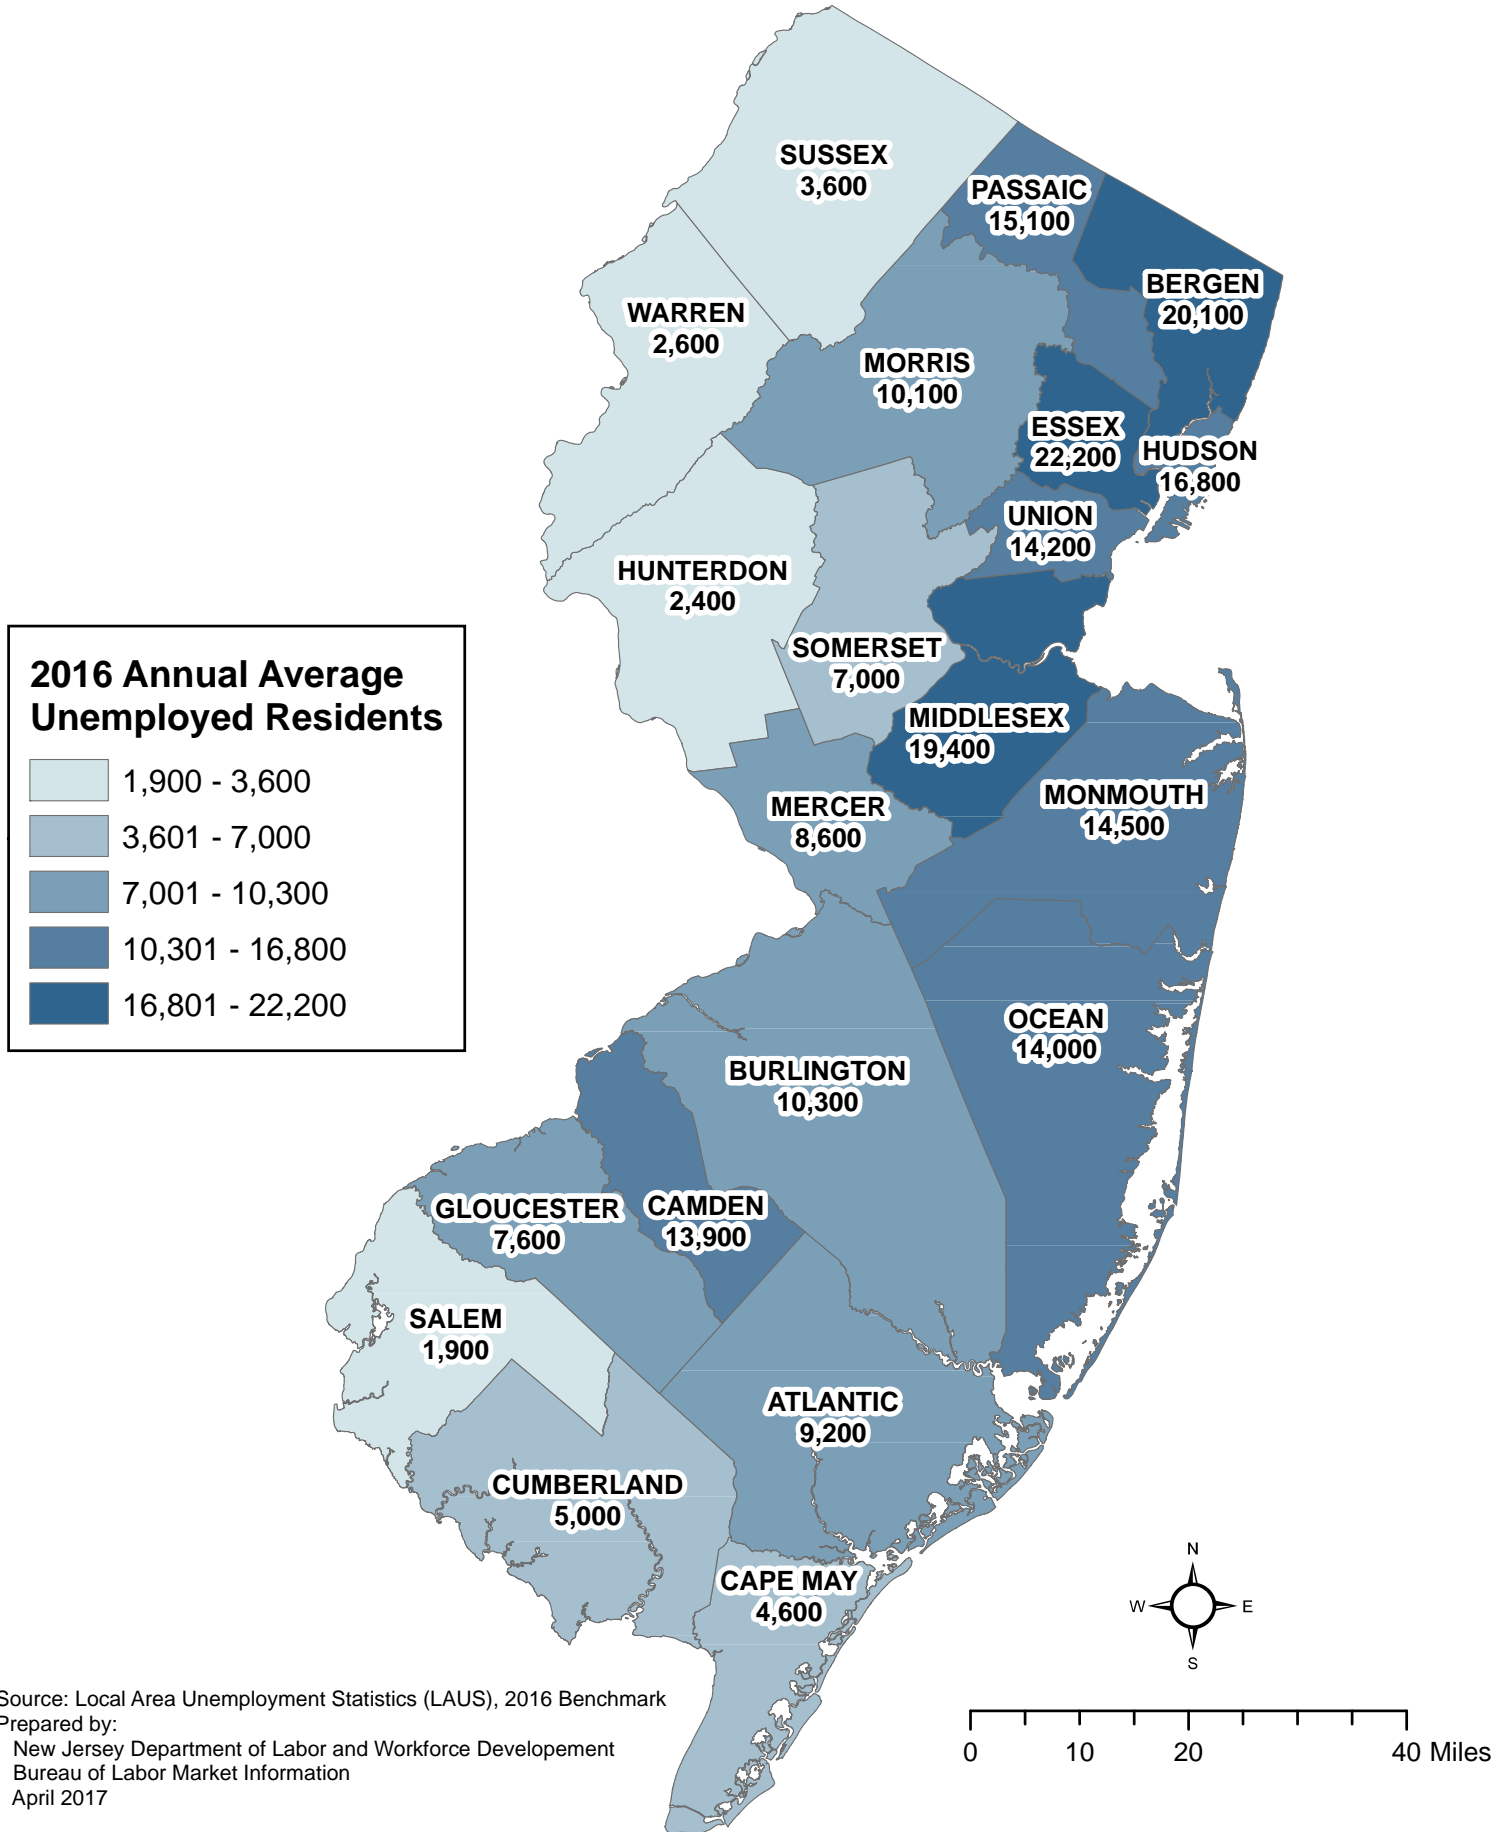 SUSSEX
3,600
PASSAIC
15,100
BERGEN
20,100
WARREN
2,600
MORRIS
10,100
ESSEX
22,200
HUDSON
16,800
UNION
14,200
HUNTERDON
2,400
SOMERSET
7,000
MIDDLESEX
19,400
MERCER
8,600
MONMOUTH
14,500
2016 Annual Average
Unemployed Residents
1,900 - 3,600
3,601 - 7,000
7,001 - 10,300
10,301 - 16,800
16,801 - 22,200
OCEAN
14,000
BURLINGTON
10,300
GLOUCESTER
7,600
CAMDEN
13,900
SALEM
1,900
ATLANTIC
9,200
CUMBERLAND
5,000
CAPE MAY
4,600
N
W
E
S
Source: Local Area Unemployment Statistics (LAUS), 2016 Benchmark
Prepared by:
New Jersey Department of Labor and Workforce Developement
Bureau of Labor Market Information
April 2017
0 10 20 40 Miles